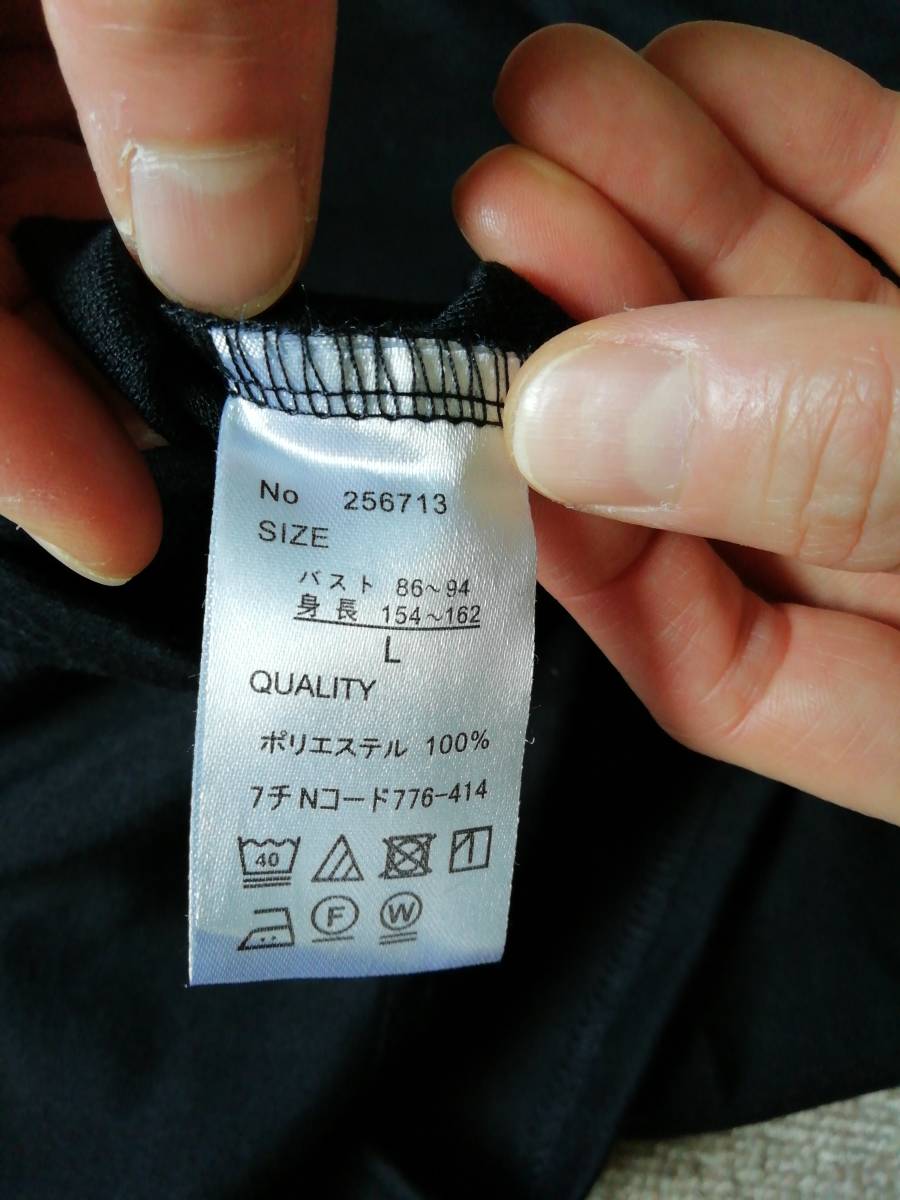 No 256713
SIZE
バスト 86~94
身長 154~162
L
QUALITY
ポリエステル 100%
7チNコード776-414
40
F
W